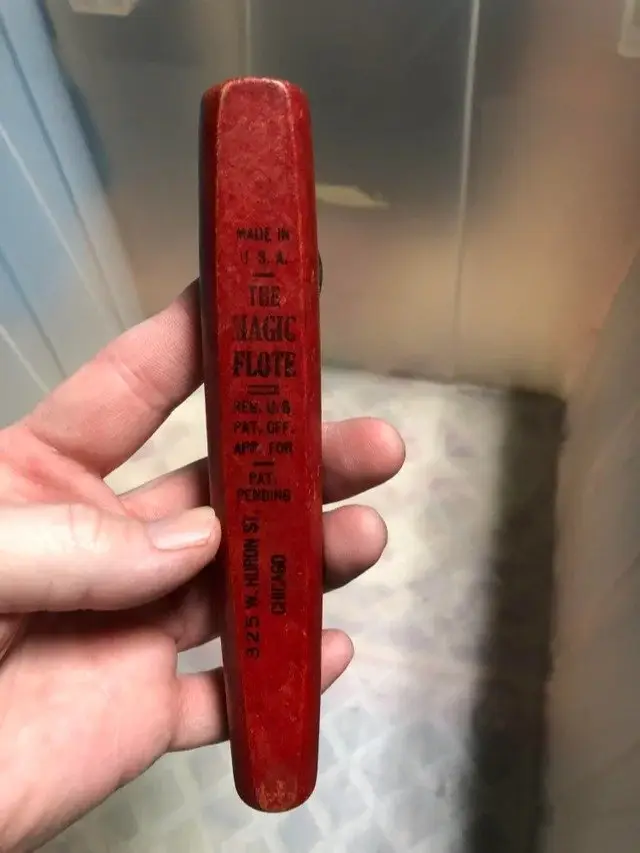 MADE IN
U. S. A.
THE
MAGIC
FLOTE
REG. U.S.
PAT. OFF.
APP. FOR
PAT.
PENDING
325 W. HURON ST.
CHICAGO